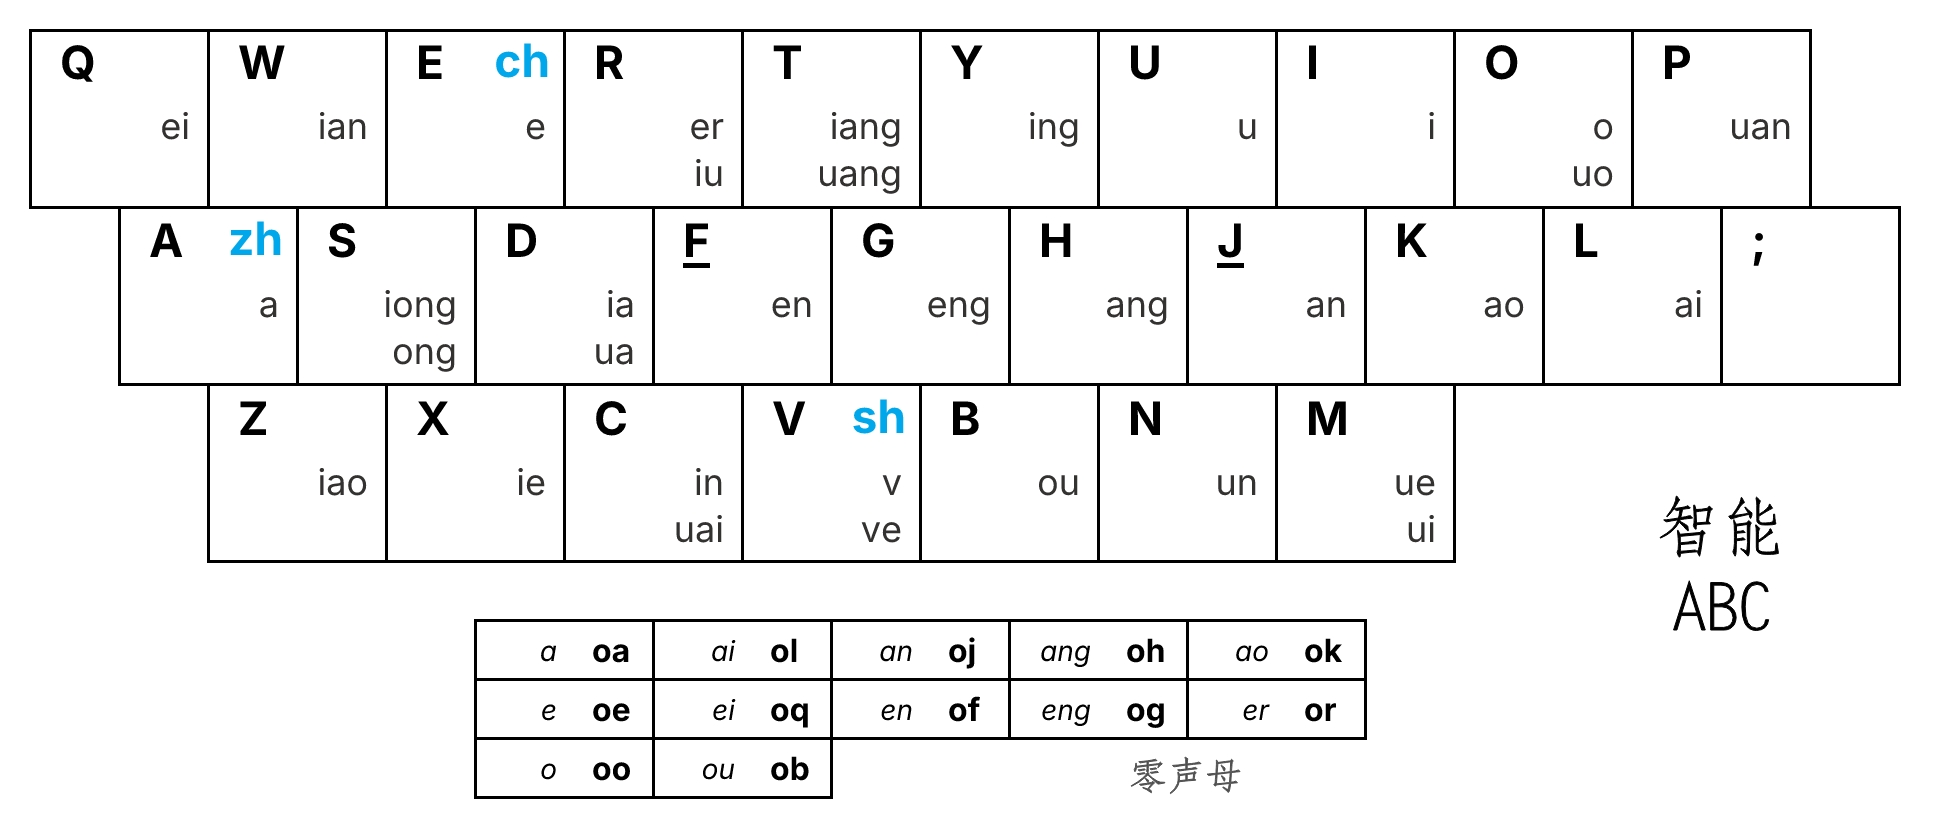 Q W E ch R T Y U I O P
ei ian e er iang ing u i o uan
iu uang uo
A zh S D F G H J K L ;
a iong ia en eng ang an ao ai
ong ua
Z X C V sh B N M
iao ie in v ou un ue
uai ve ui
智能
ABC
a oa ai ol an oj ang oh ao ok
e oe ei oq en of eng og er or
o oo ou ob
零声母